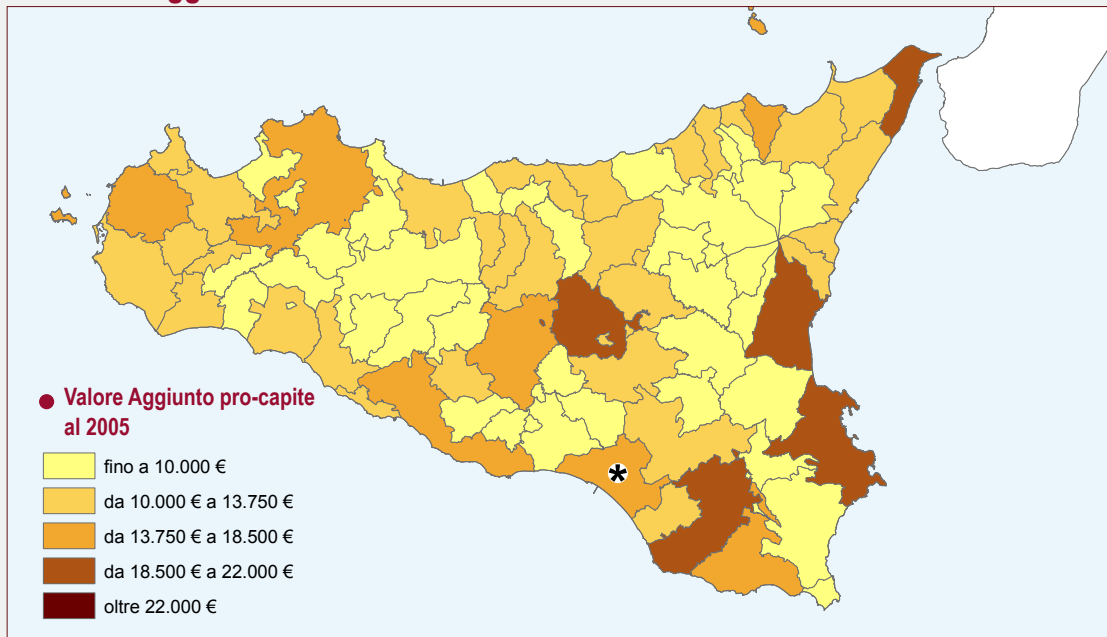 Valore Aggiunto pro-capite
al 2005
fino a 10.000 €
da 10.000 € a 13.750 €
da 13.750 € a 18.500 €
da 18.500 € a 22.000 €
oltre 22.000 €
*